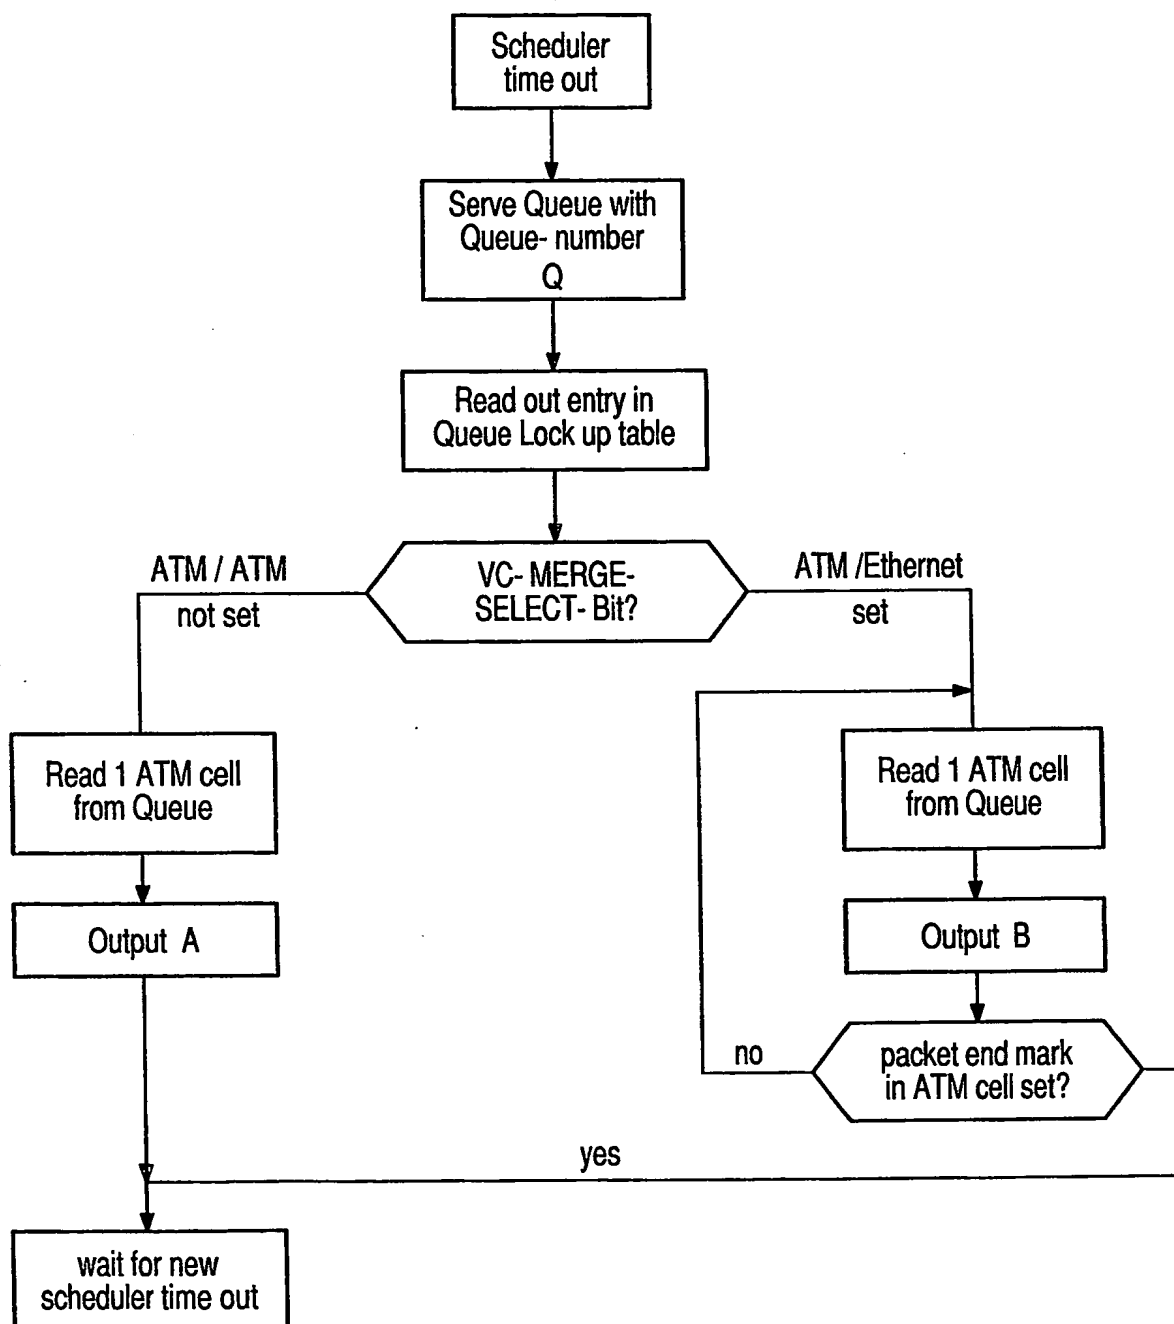 Scheduler
time out
Serve Queue with
Queue- number
Q
Read out entry in
Queue Lock up table
ATM / ATM
not set
VC- MERGE-
SELECT- Bit?
ATM /Ethernet
set
Read 1 ATM cell
from Queue
Read 1 ATM cell
from Queue
Output A
Output B
no
packet end mark
in ATM cell set?
yes
wait for new
scheduler time out